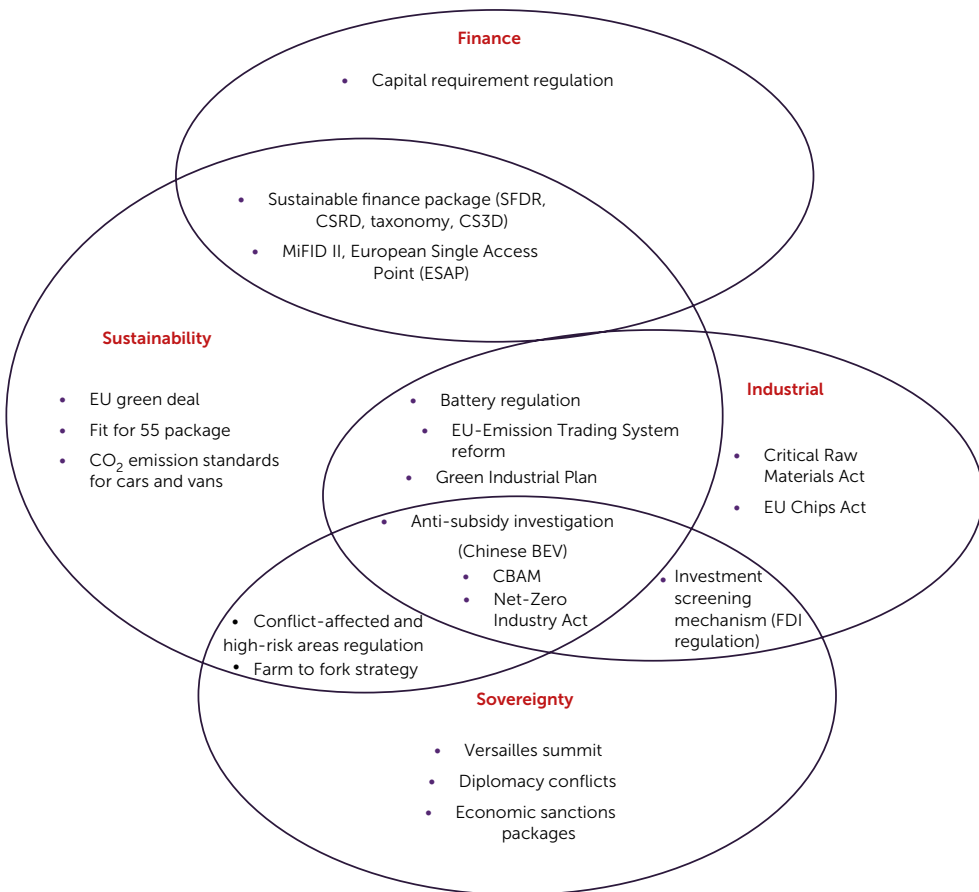 Finance
• Capital requirement regulation
• Sustainable finance package (SFDR,
CSRD, taxonomy, CS3D)
• MiFID II, European Single Access
Point (ESAP)
Sustainability
• EU green deal
• Fit for 55 package
• CO₂ emission standards
for cars and vans
• Battery regulation
• EU-Emission Trading System
reform
• Green Industrial Plan
Industrial
• Critical Raw
Materials Act
• EU Chips Act
• Anti-subsidy investigation
(Chinese BEV)
• CBAM
• Net-Zero
Industry Act
• Investment
screening
mechanism (FDI
regulation)
• Conflict-affected and
high-risk areas regulation
• Farm to fork strategy
Sovereignty
• Versailles summit
• Diplomacy conflicts
• Economic sanctions
packages